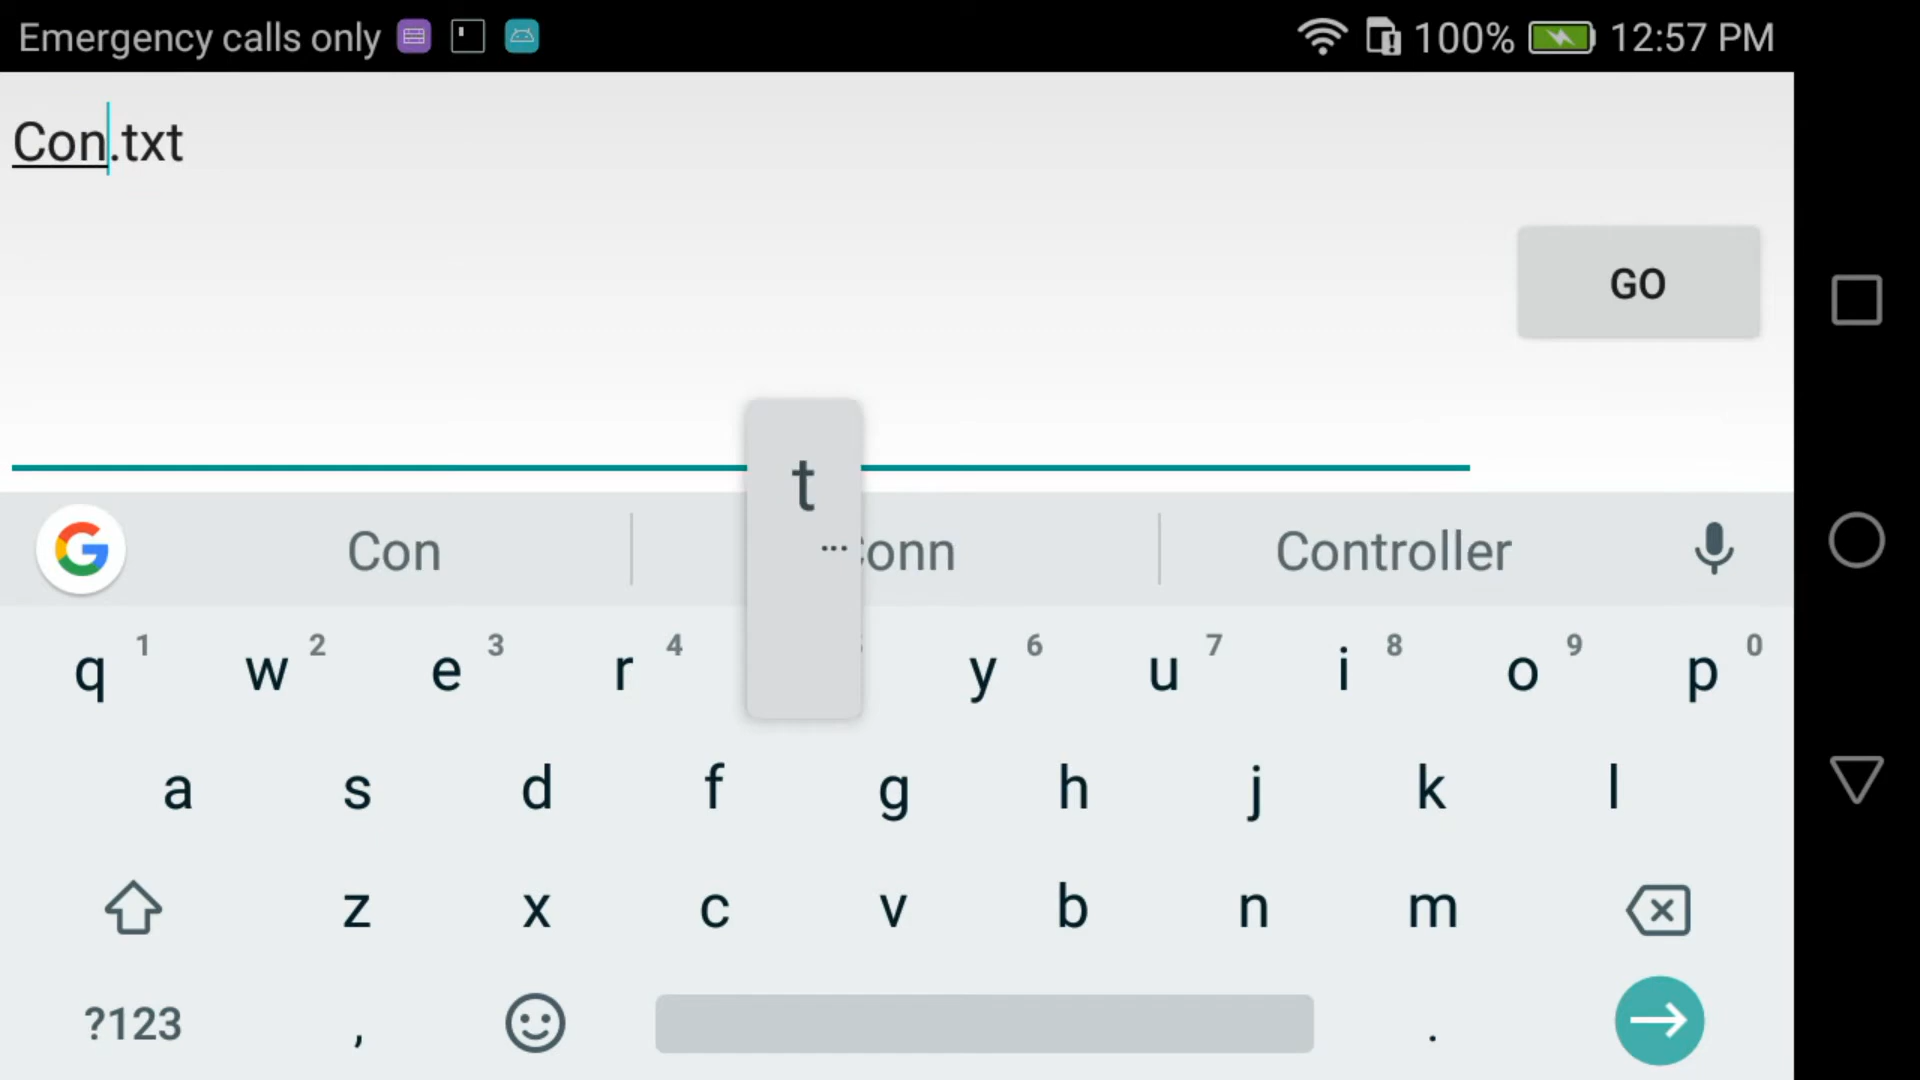 Emergency calls only 100% 12:57 PM
Con.txt
GO
t
...
Con onn Controller
q 1 w 2 e 3 r 4 y 6 u 7 i 8 o 9 p 0
a s d f g h j k l
z x c v b n m
?123 , .